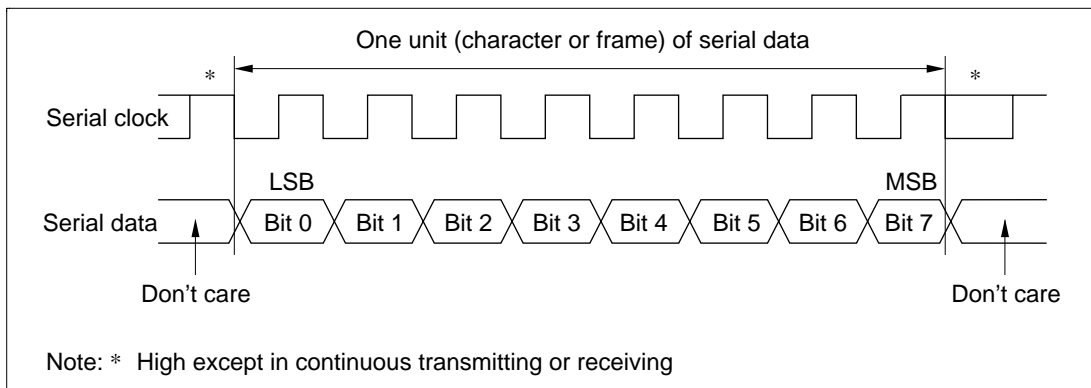 One unit (character or frame) of serial data
* *
Serial clock
LSB MSB
Serial data Bit 0 Bit 1 Bit 2 Bit 3 Bit 4 Bit 5 Bit 6 Bit 7
Don’t care Don’t care
Note: * High except in continuous transmitting or receiving